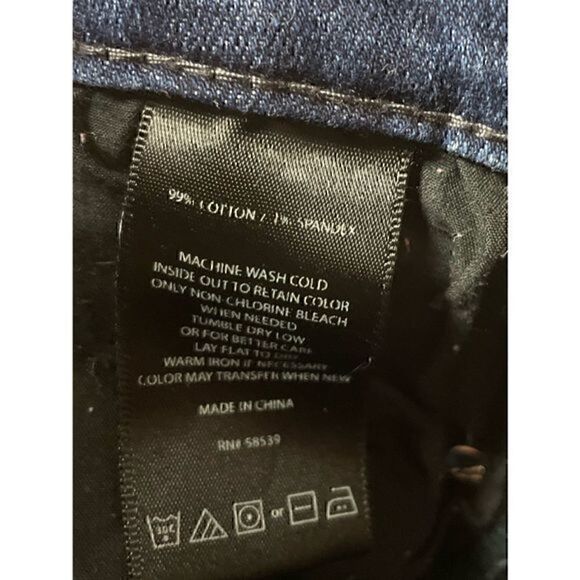 99% COTTON / 1% SPANDEX
MACHINE WASH COLD
INSIDE OUT TO RETAIN COLOR
ONLY NON-CHLORINE BLEACH
WHEN NEEDED
TUMBLE DRY LOW
OR FOR BETTER CARE
LAY FLAT TO DRY
WARM IRON IF NECESSARY
COLOR MAY TRANSFER WHEN NEW
MADE IN CHINA
RN# 58539
30C or